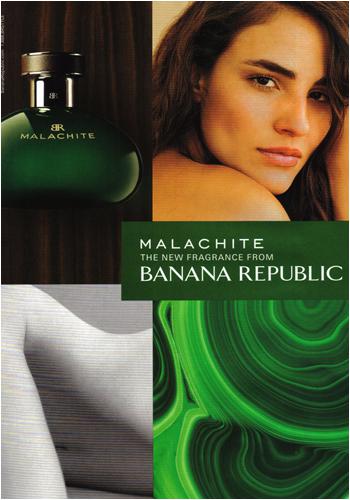 BR
MALACHITE
MALACHITE
THE NEW FRAGRANCE FROM
BANANA REPUBLIC